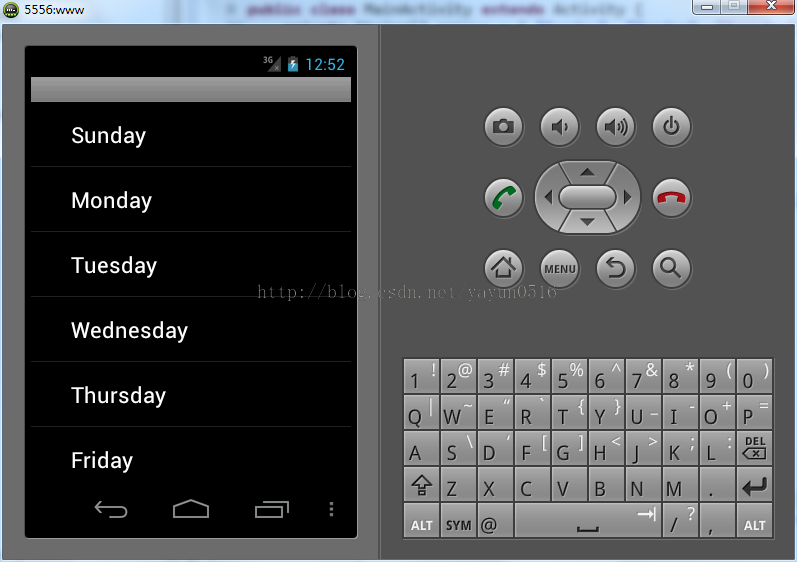 5556:www
public class MainActivity extends Activity {
3G 12:52
Sunday
Monday
Tuesday
Wednesday
Thursday
Friday
MENU
http://blog.csdn.net/yayun0516
1 ! 2 @ 3 # 4 $ 5 % 6 ^ 7 & 8 * 9 ( 0 )
Q | W ~ E “ R ` T { Y } U _ I - O + P =
A S \ D ‘ F [ G ] H < J > K ; L : DEL
Z X C V B N M .
ALT SYM @ / ? , ALT